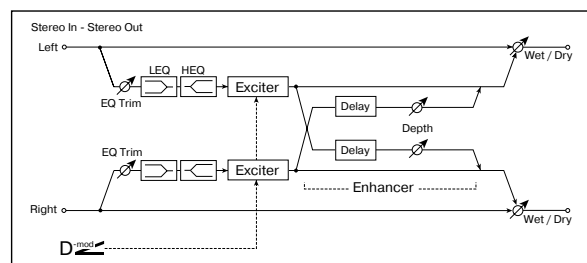 Stereo In - Stereo Out
Left
Wet / Dry
LEQ HEQ
EQ Trim
Exciter
Delay
Depth
EQ Trim
Delay
Exciter
Enhancer
Right
Wet / Dry
D-mod